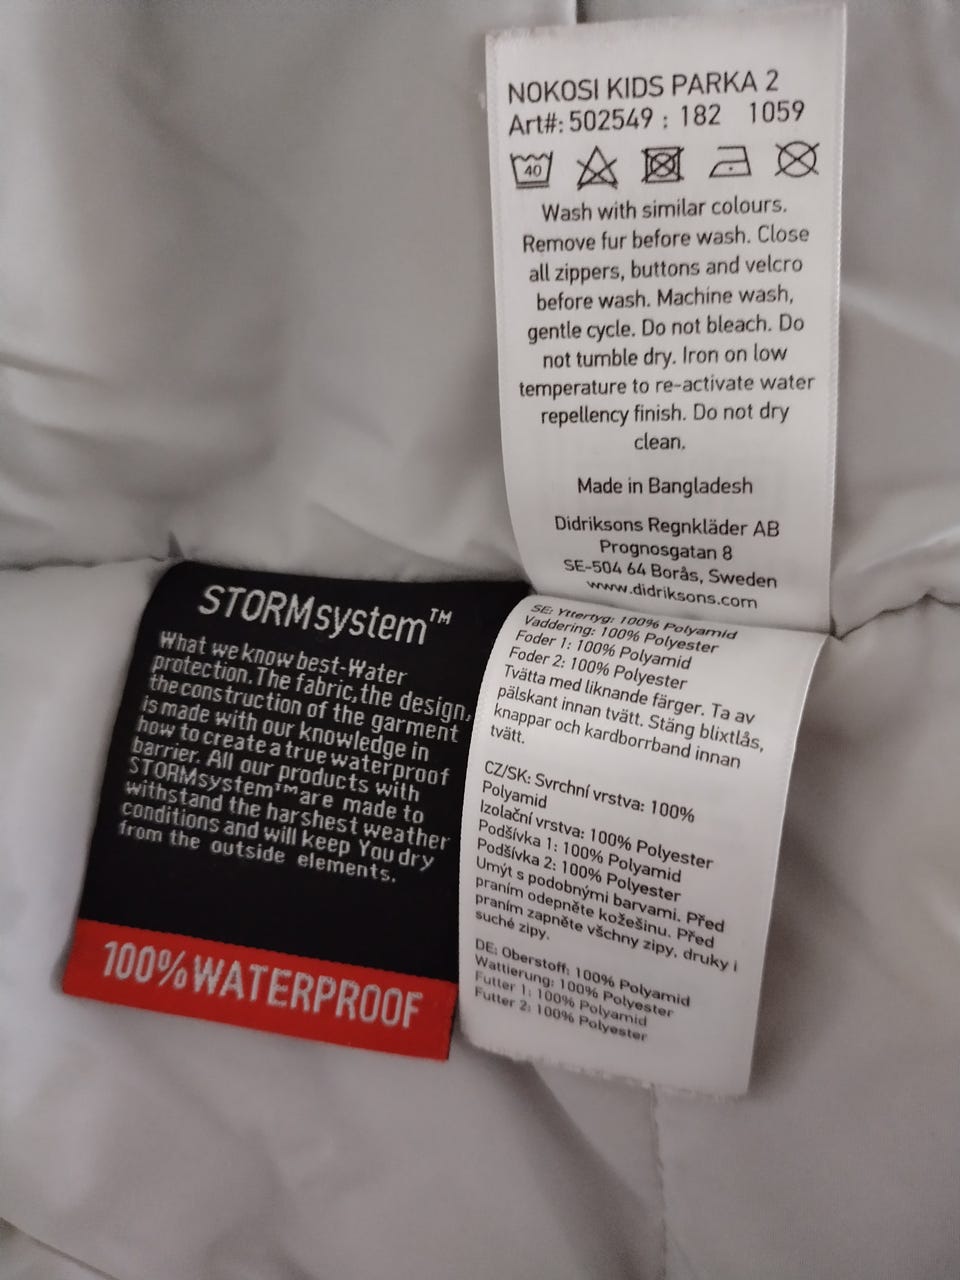 NOKOSI KIDS PARKA 2
Art#: 502549 : 182 1059
40
Wash with similar colours.
Remove fur before wash. Close
all zippers, buttons and velcro
before wash. Machine wash,
gentle cycle. Do not bleach. Do
not tumble dry. Iron on low
temperature to re-activate water
repellency finish. Do not dry
clean.
Made in Bangladesh
Didriksons Regnkläder AB
Prognosgatan 8
SE-504 64 Borås, Sweden
www.didriksons.com
STORMsystem™
What we know best-Water
protection. The fabric, the design,
the construction of the garment
is made with our knowledge in
how to create a true waterproof
barrier. All our products with
STORMsystem™ are made to
withstand the harshest weather
conditions and will keep You dry
from the outside elements.
100% WATERPROOF
SE: Yttertyg: 100% Polyamid
Vaddering: 100% Polyester
Foder 1: 100% Polyamid
Foder 2: 100% Polyester
Tvätta med liknande färger. Ta av
pälskant innan tvätt. Stäng blixtlås,
knappar och kardborrband innan
tvätt.
CZ/SK: Svrchní vrstva: 100%
Polyamid
Izolační vrstva: 100% Polyester
Podšívka 1: 100% Polyamid
Podšívka 2: 100% Polyester
Umýt s podobnými barvami. Před
praním odepněte kožešinu. Před
praním zapněte všchny zipy, druky i
suché zipy.
DE: Oberstoff: 100% Polyamid
Wattierung: 100% Polyester
Futter 1: 100% Polyamid
Futter 2: 100% Polyester